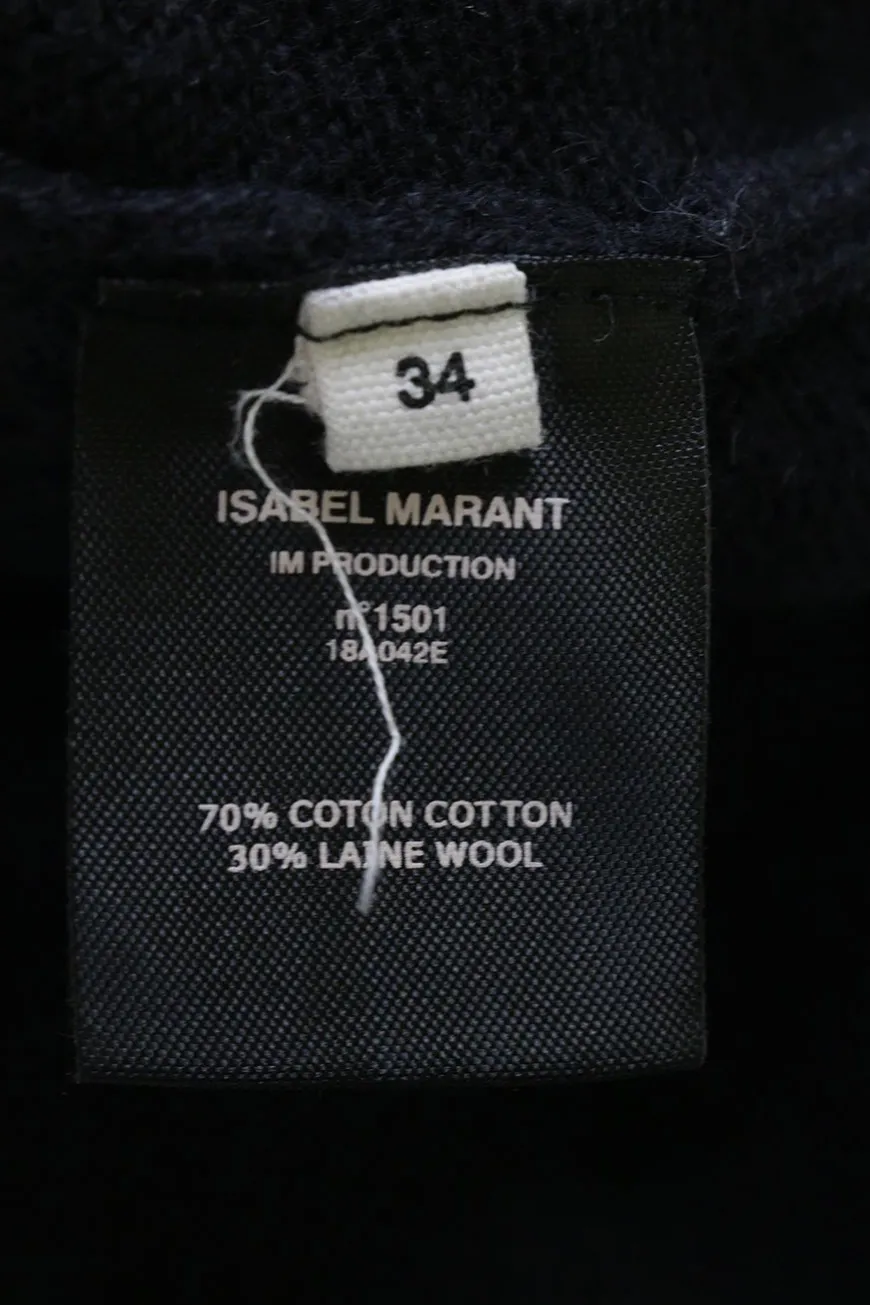 34
ISABEL MARANT
IM PRODUCTION
n°1501
18A042E
70% COTON COTTON
30% LAINE WOOL